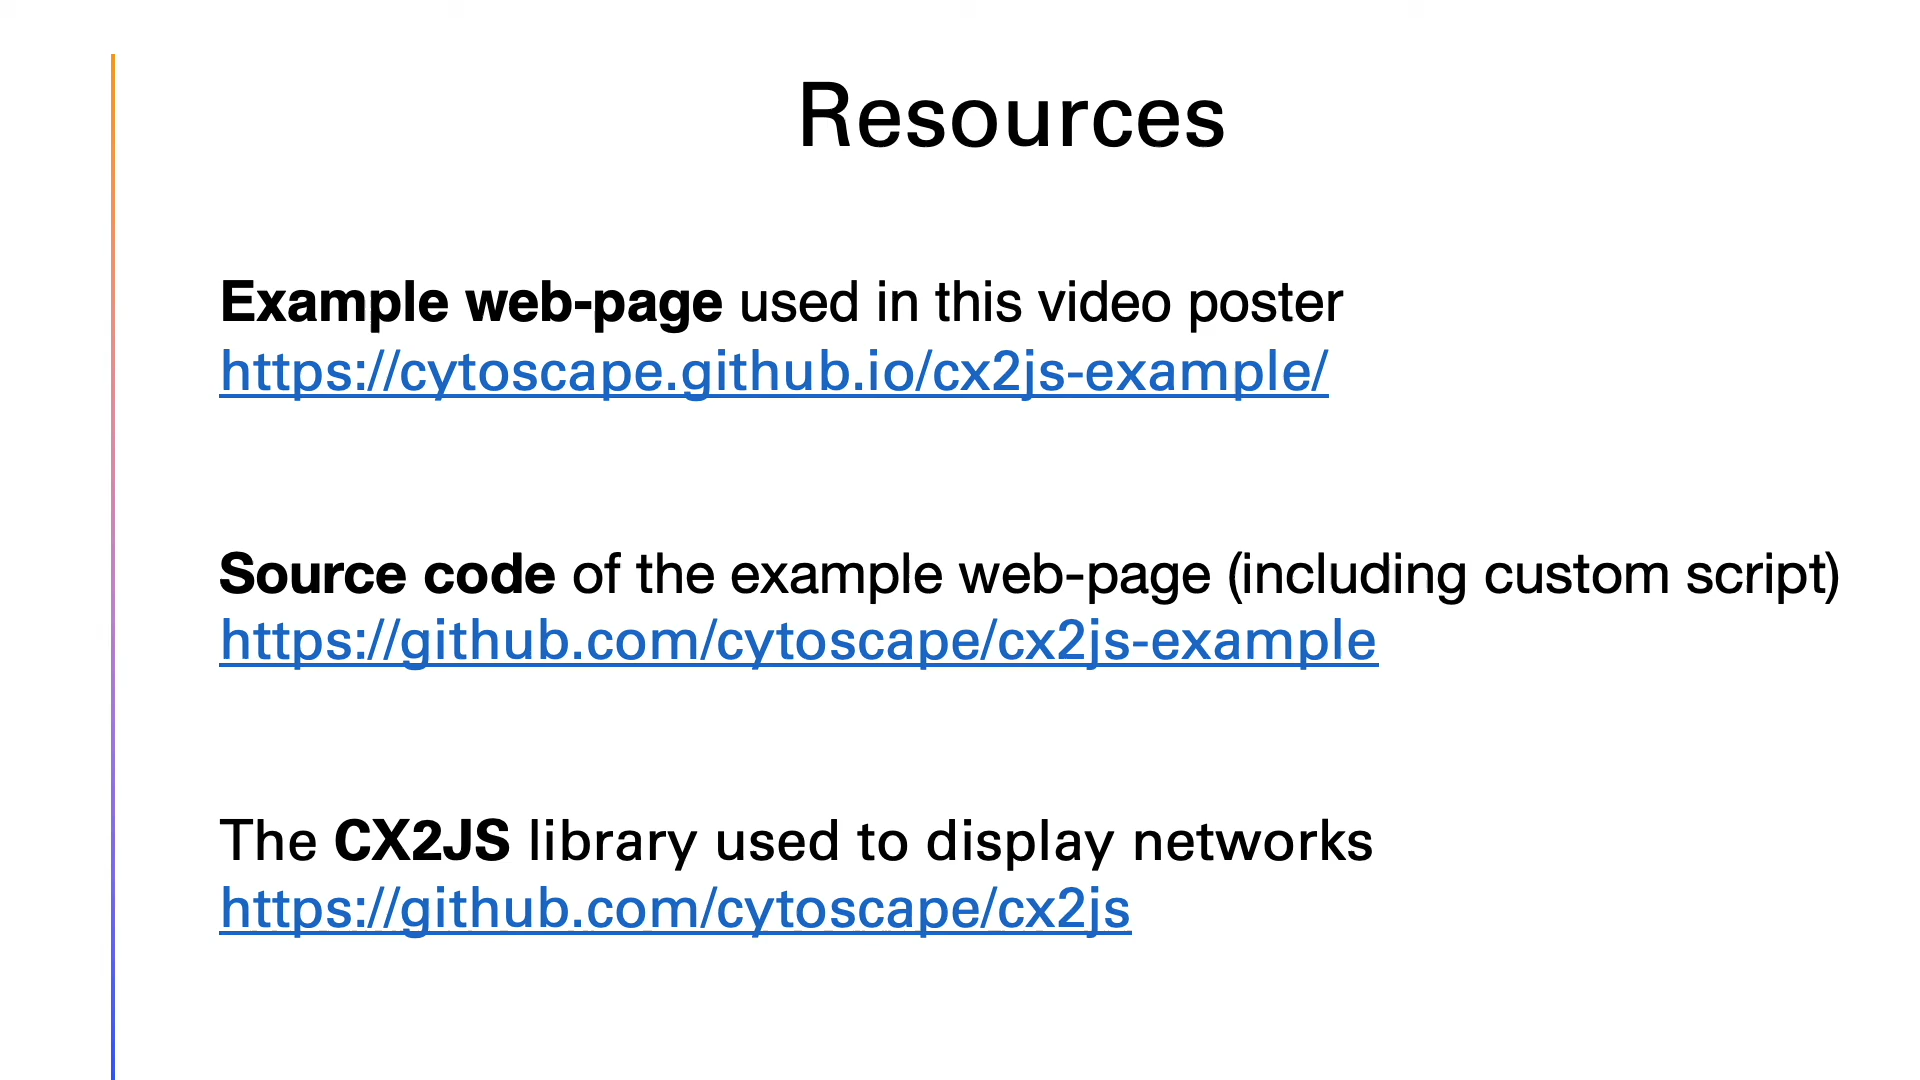 Resources
Example web-page used in this video poster
https://cytoscape.github.io/cx2js-example/
Source code of the example web-page (including custom script)
https://github.com/cytoscape/cx2js-example
The CX2JS library used to display networks
https://github.com/cytoscape/cx2js